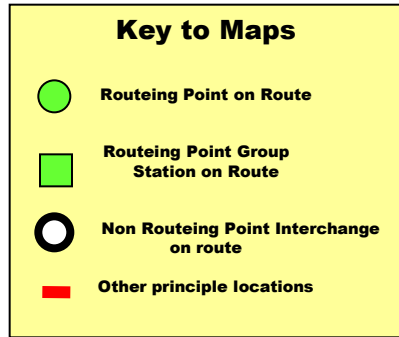 Key to Maps
Routeing Point on Route
Routeing Point Group
Station on Route
Non Routeing Point Interchange
on route
Other principle locations